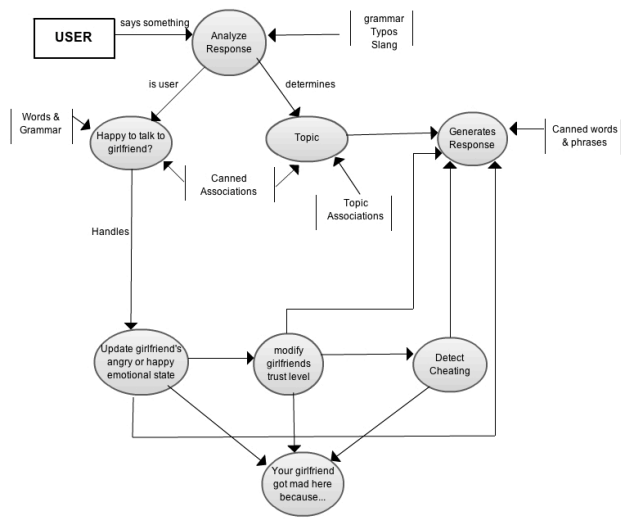 says something
USER
Analyze
Response
grammar
Typos
Slang
is user
determines
Words &
Grammar
Happy to talk to
girlfriend?
Topic
Generates
Response
Canned words
& phrases
Canned
Associations
Topic
Associations
Handles
Update girlfriend's
angry or happy
emotional state
modify
girlfriends
trust level
Detect
Cheating
Your girlfriend
got mad here
because...